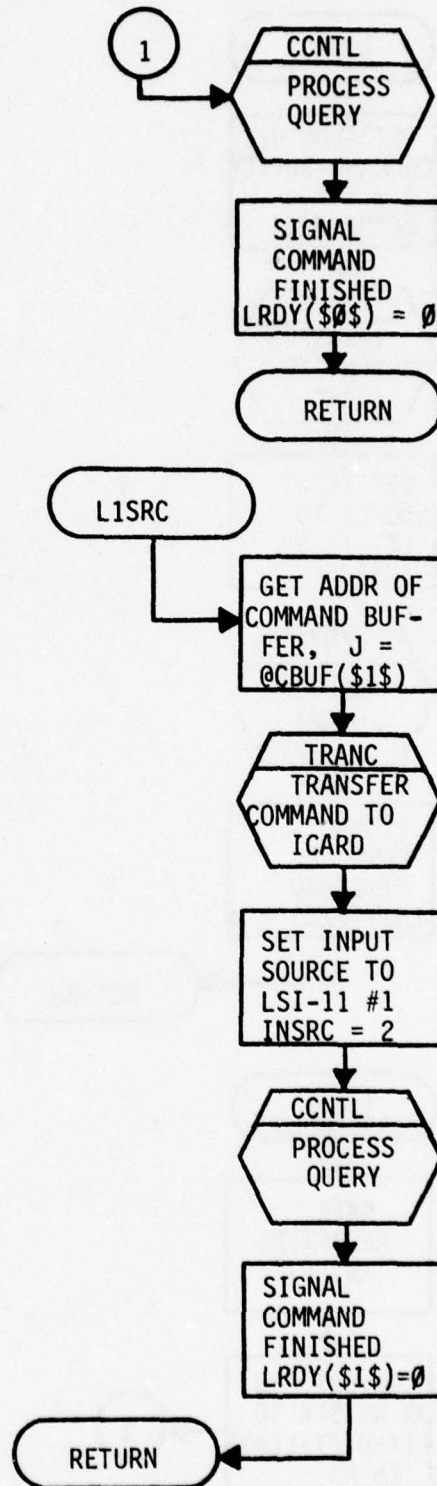 1
CCNTL
PROCESS
QUERY
SIGNAL
COMMAND
FINISHED
LRDY($Ø$) = Ø
RETURN
L1SRC
GET ADDR OF
COMMAND BUF-
FER, J =
@CBUF($1$)
TRANC
TRANSFER
COMMAND TO
ICARD
SET INPUT
SOURCE TO
LSI-11 #1
INSRC = 2
CCNTL
PROCESS
QUERY
SIGNAL
COMMAND
FINISHED
LRDY($1$)=Ø
RETURN